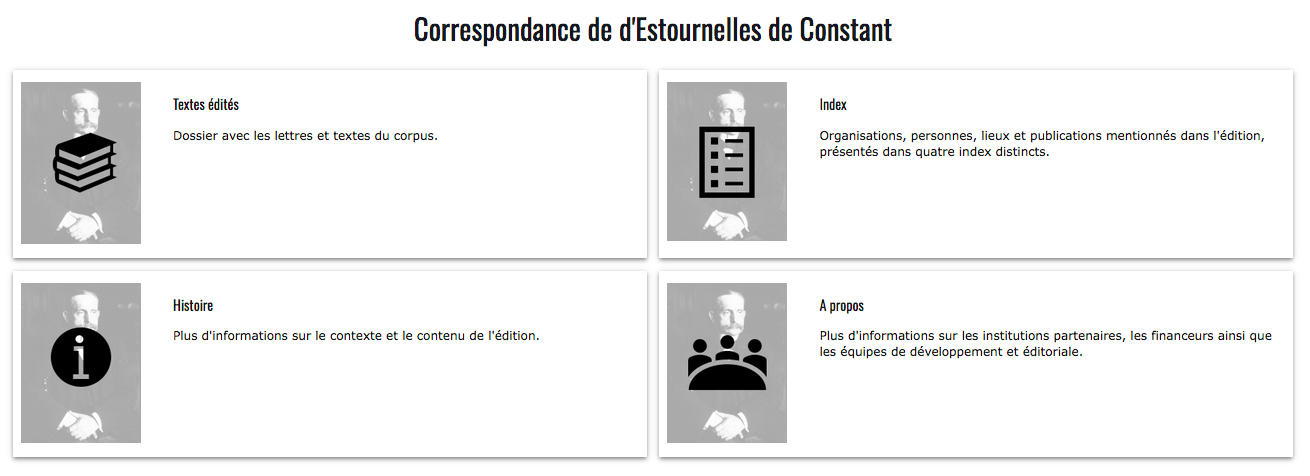 Correspondance de d'Estournelles de Constant
Textes édités
Dossier avec les lettres et textes du corpus.
Index
Organisations, personnes, lieux et publications mentionnés dans l'édition,
présentés dans quatre index distincts.
Histoire
Plus d'informations sur le contexte et le contenu de l'édition.
A propos
Plus d'informations sur les institutions partenaires, les financeurs ainsi que
les équipes de développement et éditoriale.